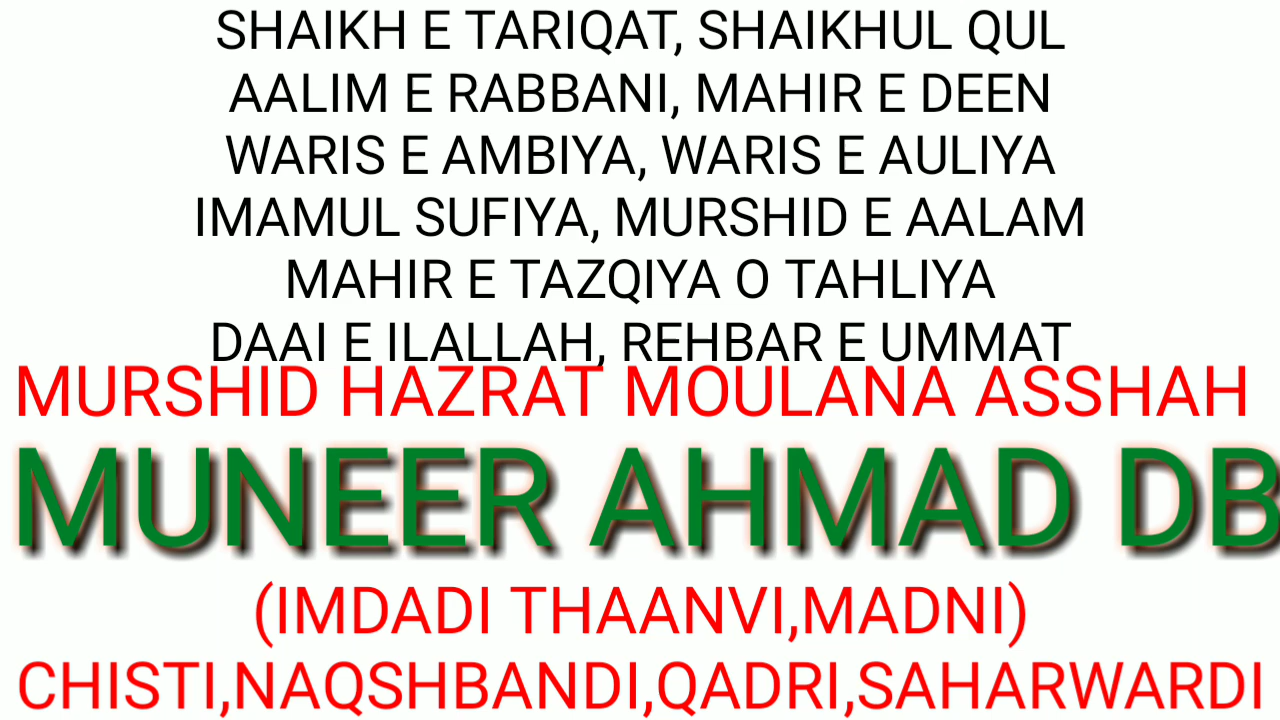 SHAIKH E TARIQAT, SHAIKHUL QUL
AALIM E RABBANI, MAHIR E DEEN
WARIS E AMBIYA, WARIS E AULIYA
IMAMUL SUFIYA, MURSHID E AALAM
MAHIR E TAZQIYA O TAHLIYA
DAAI E ILALLAH, REHBAR E UMMAT
MURSHID HAZRAT MOULANA ASSHAH
MUNEER AHMAD DB
(IMDADI THAANVI,MADNI)
CHISTI,NAQSHBANDI,QADRI,SAHARWARDI